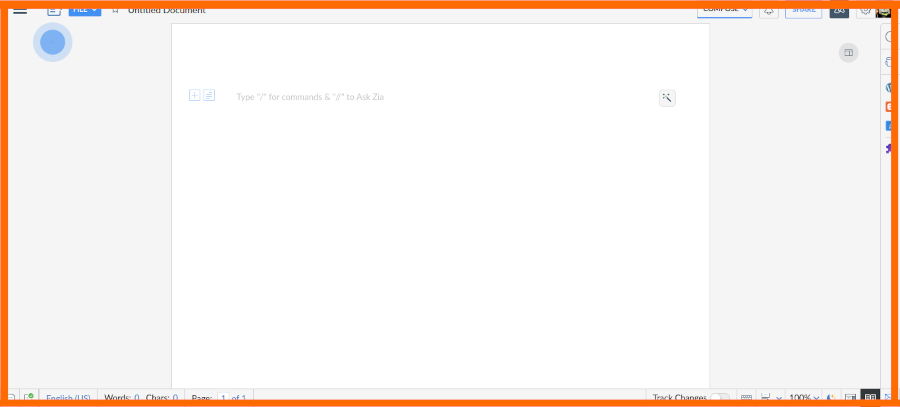 FILE Untitled Document COMPOSE SHARE
Type "/" for commands & "//" to Ask Zia
English (US) Words: 0 Chars: 0 Page: 1 of 1 Track Changes 100%